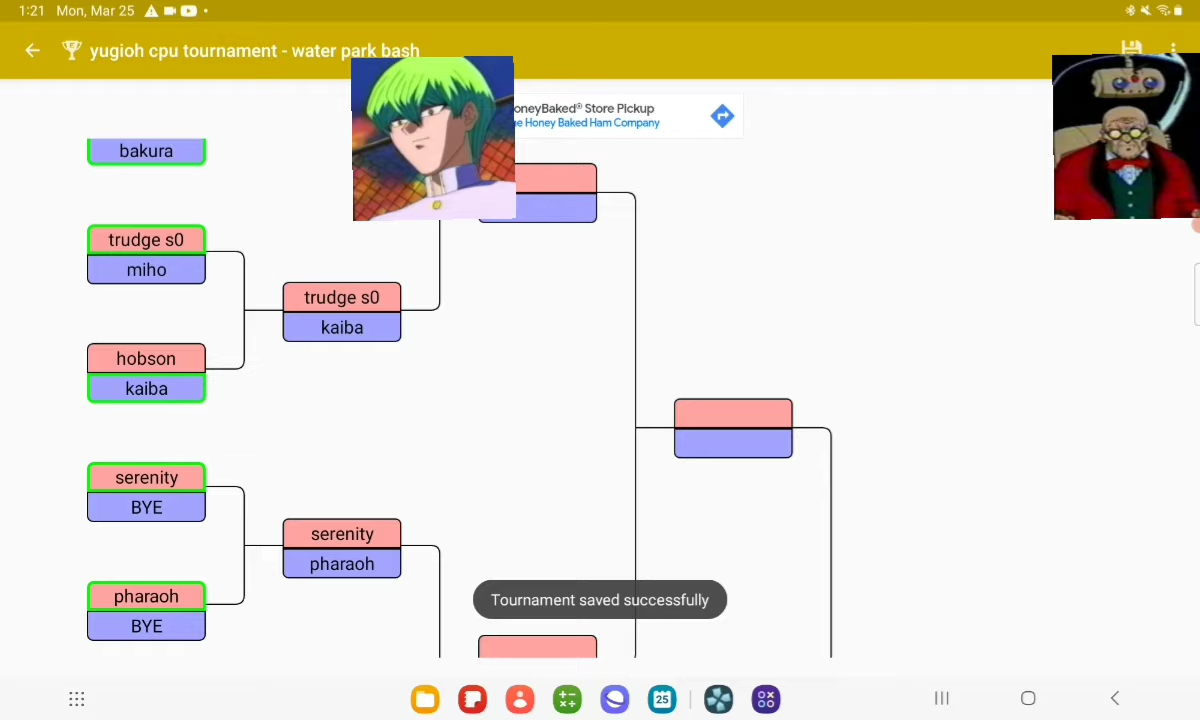 1:21 Mon, Mar 25
yugioh cpu tournament - water park bash
oneyBaked® Store Pickup
e Honey Baked Ham Company
bakura
trudge s0
miho
trudge s0
kaiba
hobson
kaiba
serenity
BYE
serenity
pharaoh
pharaoh
BYE
Tournament saved successfully
25